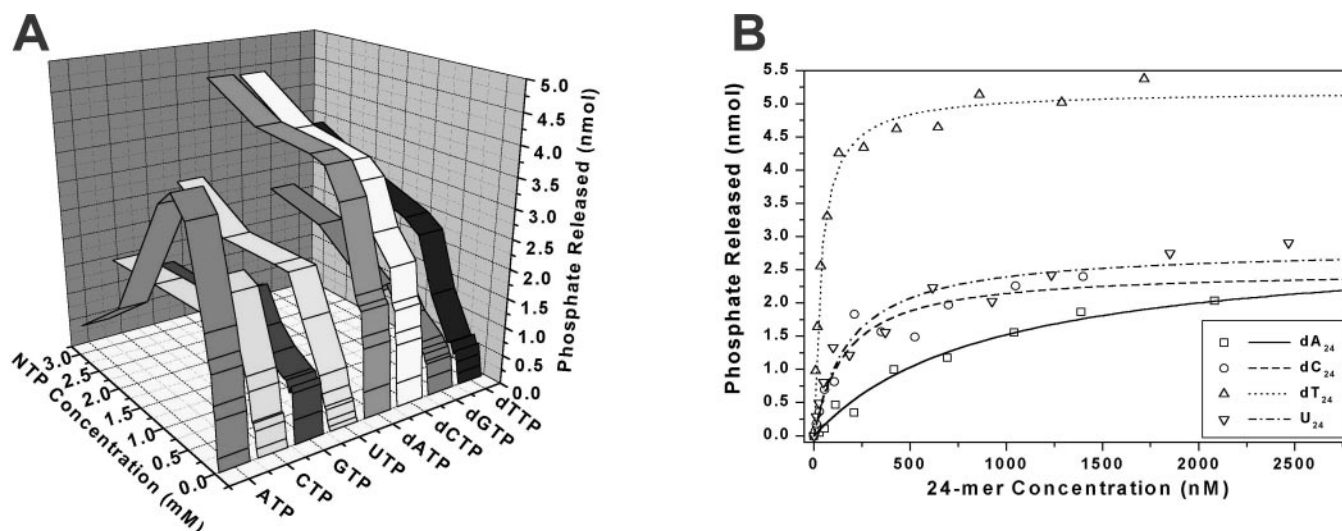 A
5.0
4.5
4.0
3.5
3.0
2.5
2.0
1.5
1.0
0.5
0.0
Phosphate Released (nmol)
3.0
2.5
2.0
1.5
1.0
0.5
0.0
NTP Concentration (mM)
ATP
CTP
GTP
UTP
dATP
dCTP
dGTP
dTTP
B
5.5
5.0
4.5
4.0
3.5
3.0
2.5
2.0
1.5
1.0
0.5
0.0
Phosphate Released (nmol)
0 500 1000 1500 2000 2500
24-mer Concentration (nM)
dA24
dC24
dT24
U24